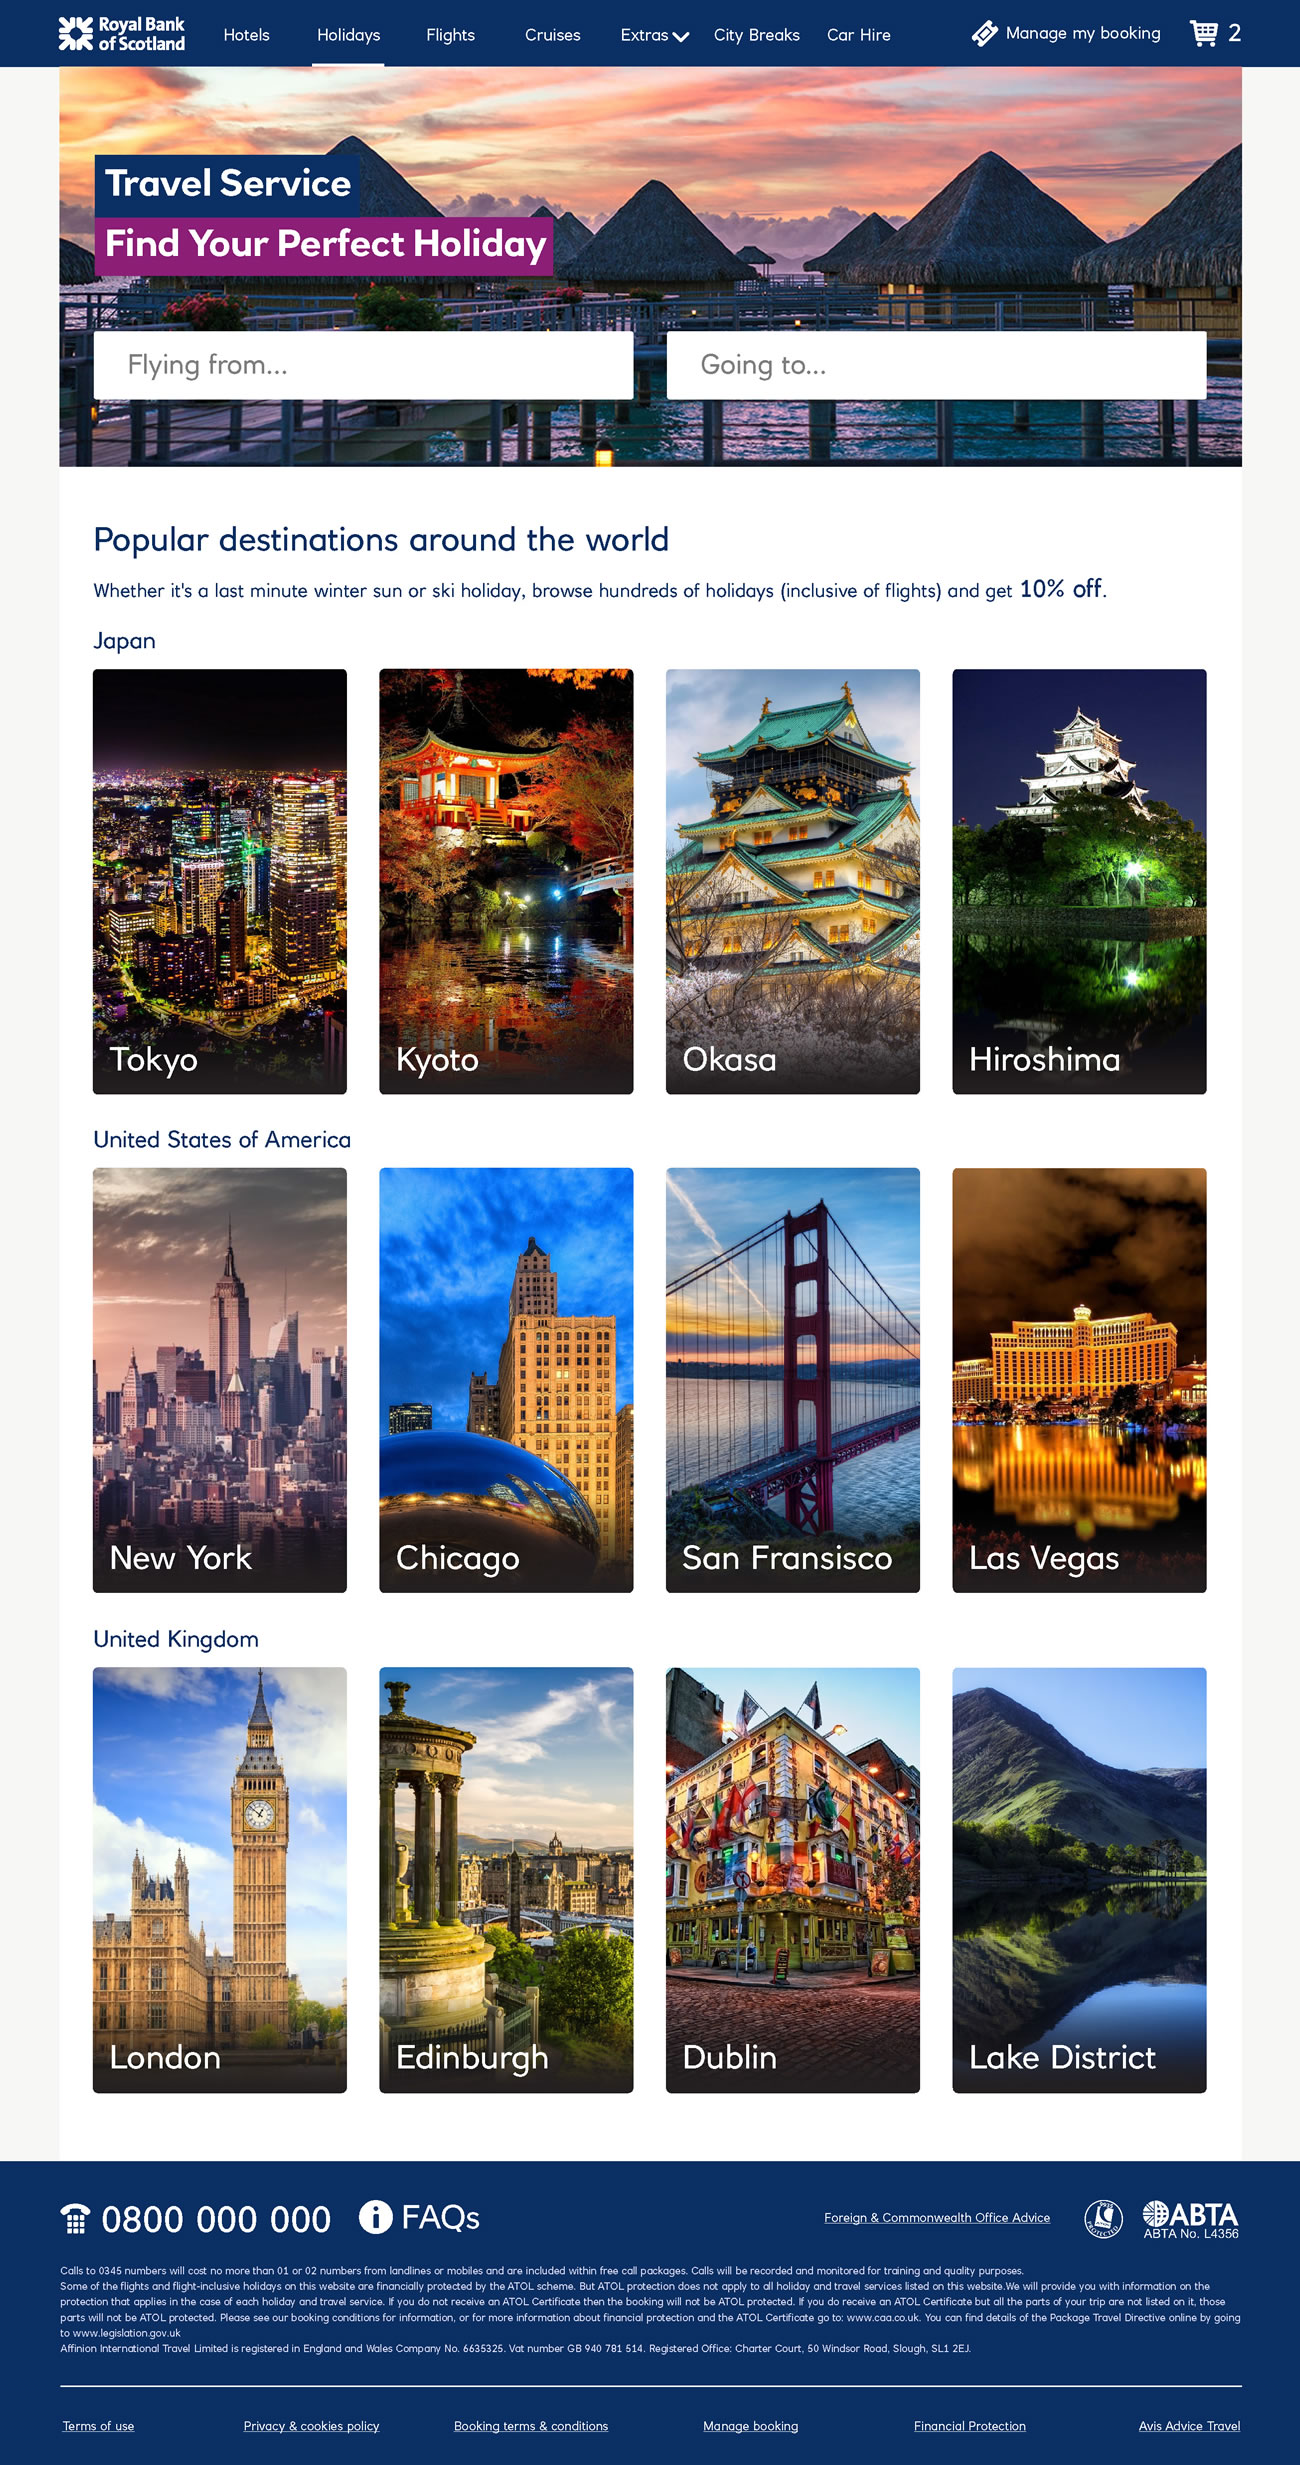 Royal Bank
of Scotland
Hotels
Holidays
Flights
Cruises
Extras
City Breaks
Car Hire
Manage my booking
2
Travel Service
Find Your Perfect Holiday
Flying from...
Going to...
Popular destinations around the world
Whether it's a last minute winter sun or ski holiday, browse hundreds of holidays (inclusive of flights) and get 10% off.
Japan
Tokyo
Kyoto
Okasa
Hiroshima
United States of America
New York
Chicago
San Fransisco
Las Vegas
United Kingdom
London
Edinburgh
Dublin
Lake District
0800 000 000
FAQs
Foreign & Commonwealth Office Advice
PROTECTED
ABTA
ABTA No. L4356
Calls to 0345 numbers will cost no more than 01 or 02 numbers from landlines or mobiles and are included within free call packages. Calls will be recorded and monitored for training and quality purposes.
Some of the flights and flight-inclusive holidays on this website are financially protected by the ATOL scheme. But ATOL protection does not apply to all holiday and travel services listed on this website.We will provide you with information on the
protection that applies in the case of each holiday and travel service. If you do not receive an ATOL Certificate then the booking will not be ATOL protected. If you do receive an ATOL Certificate but all the parts of your trip are not listed on it, those
parts will not be ATOL protected. Please see our booking conditions for information, or for more information about financial protection and the ATOL Certificate go to: www.caa.co.uk. You can find details of the Package Travel Directive online by going
to www.legislation.gov.uk
Affinion International Travel Limited is registered in England and Wales Company No. 6635325. Vat number GB 940 781 514. Registered Office: Charter Court, 50 Windsor Road, Slough, SL1 2EJ.
Terms of use
Privacy & cookies policy
Booking terms & conditions
Manage booking
Financial Protection
Avis Advice Travel